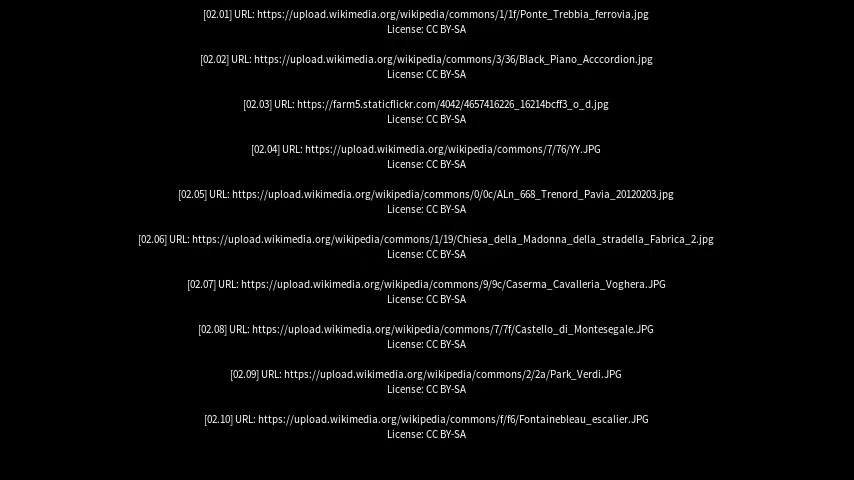 [02.01] URL: https://upload.wikimedia.org/wikipedia/commons/1/1f/Ponte_Trebbia_ferrovia.jpg
License: CC BY-SA
[02.02] URL: https://upload.wikimedia.org/wikipedia/commons/3/36/Black_Piano_Acccordion.jpg
License: CC BY-SA
[02.03] URL: https://farm5.staticflickr.com/4042/4657416226_16214bcff3_o_d.jpg
License: CC BY-SA
[02.04] URL: https://upload.wikimedia.org/wikipedia/commons/7/76/YY.JPG
License: CC BY-SA
[02.05] URL: https://upload.wikimedia.org/wikipedia/commons/0/0c/ALn_668_Trenord_Pavia_20120203.jpg
License: CC BY-SA
[02.06] URL: https://upload.wikimedia.org/wikipedia/commons/1/19/Chiesa_della_Madonna_della_stradella_Fabrica_2.jpg
License: CC BY-SA
[02.07] URL: https://upload.wikimedia.org/wikipedia/commons/9/9c/Caserma_Cavalleria_Voghera.JPG
License: CC BY-SA
[02.08] URL: https://upload.wikimedia.org/wikipedia/commons/7/7f/Castello_di_Montesegale.JPG
License: CC BY-SA
[02.09] URL: https://upload.wikimedia.org/wikipedia/commons/2/2a/Park_Verdi.JPG
License: CC BY-SA
[02.10] URL: https://upload.wikimedia.org/wikipedia/commons/f/f6/Fontainebleau_escalier.JPG
License: CC BY-SA